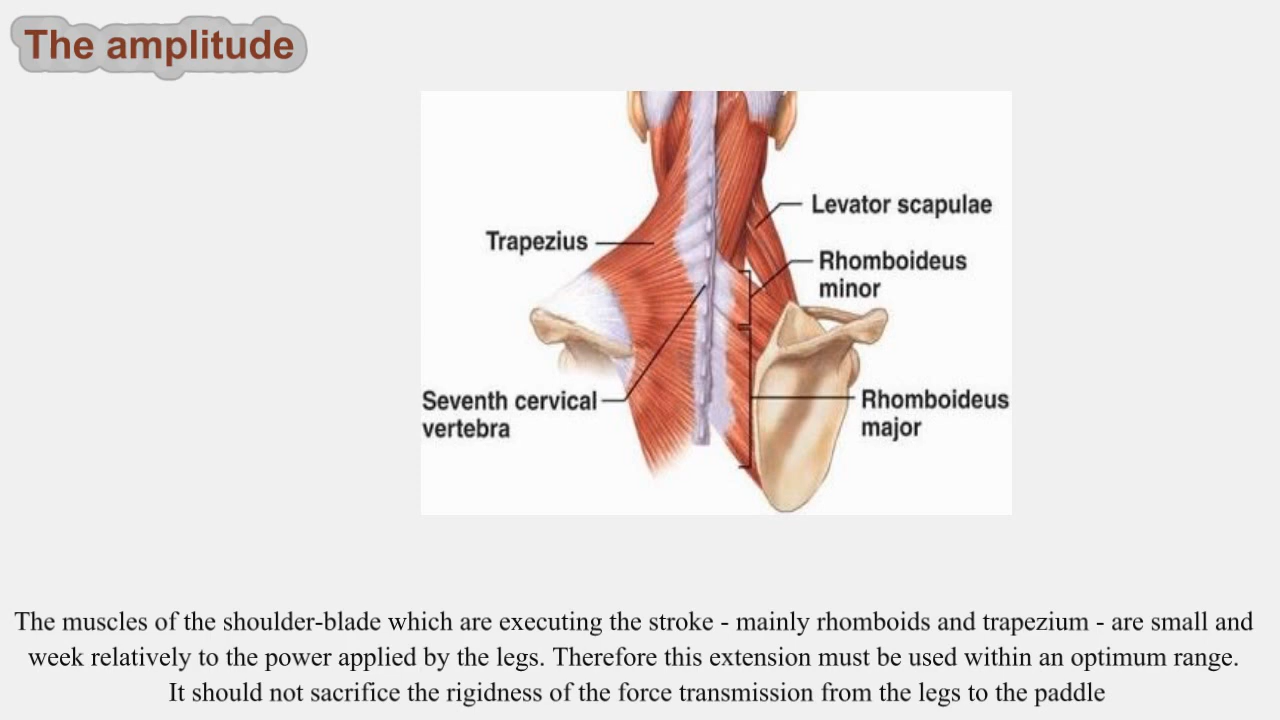 The amplitude
Levator scapulae
Trapezius
Rhomboideus
minor
Seventh cervical
vertebra
Rhomboideus
major
The muscles of the shoulder-blade which are executing the stroke - mainly rhomboids and trapezium - are small and
week relatively to the power applied by the legs. Therefore this extension must be used within an optimum range.
It should not sacrifice the rigidness of the force transmission from the legs to the paddle